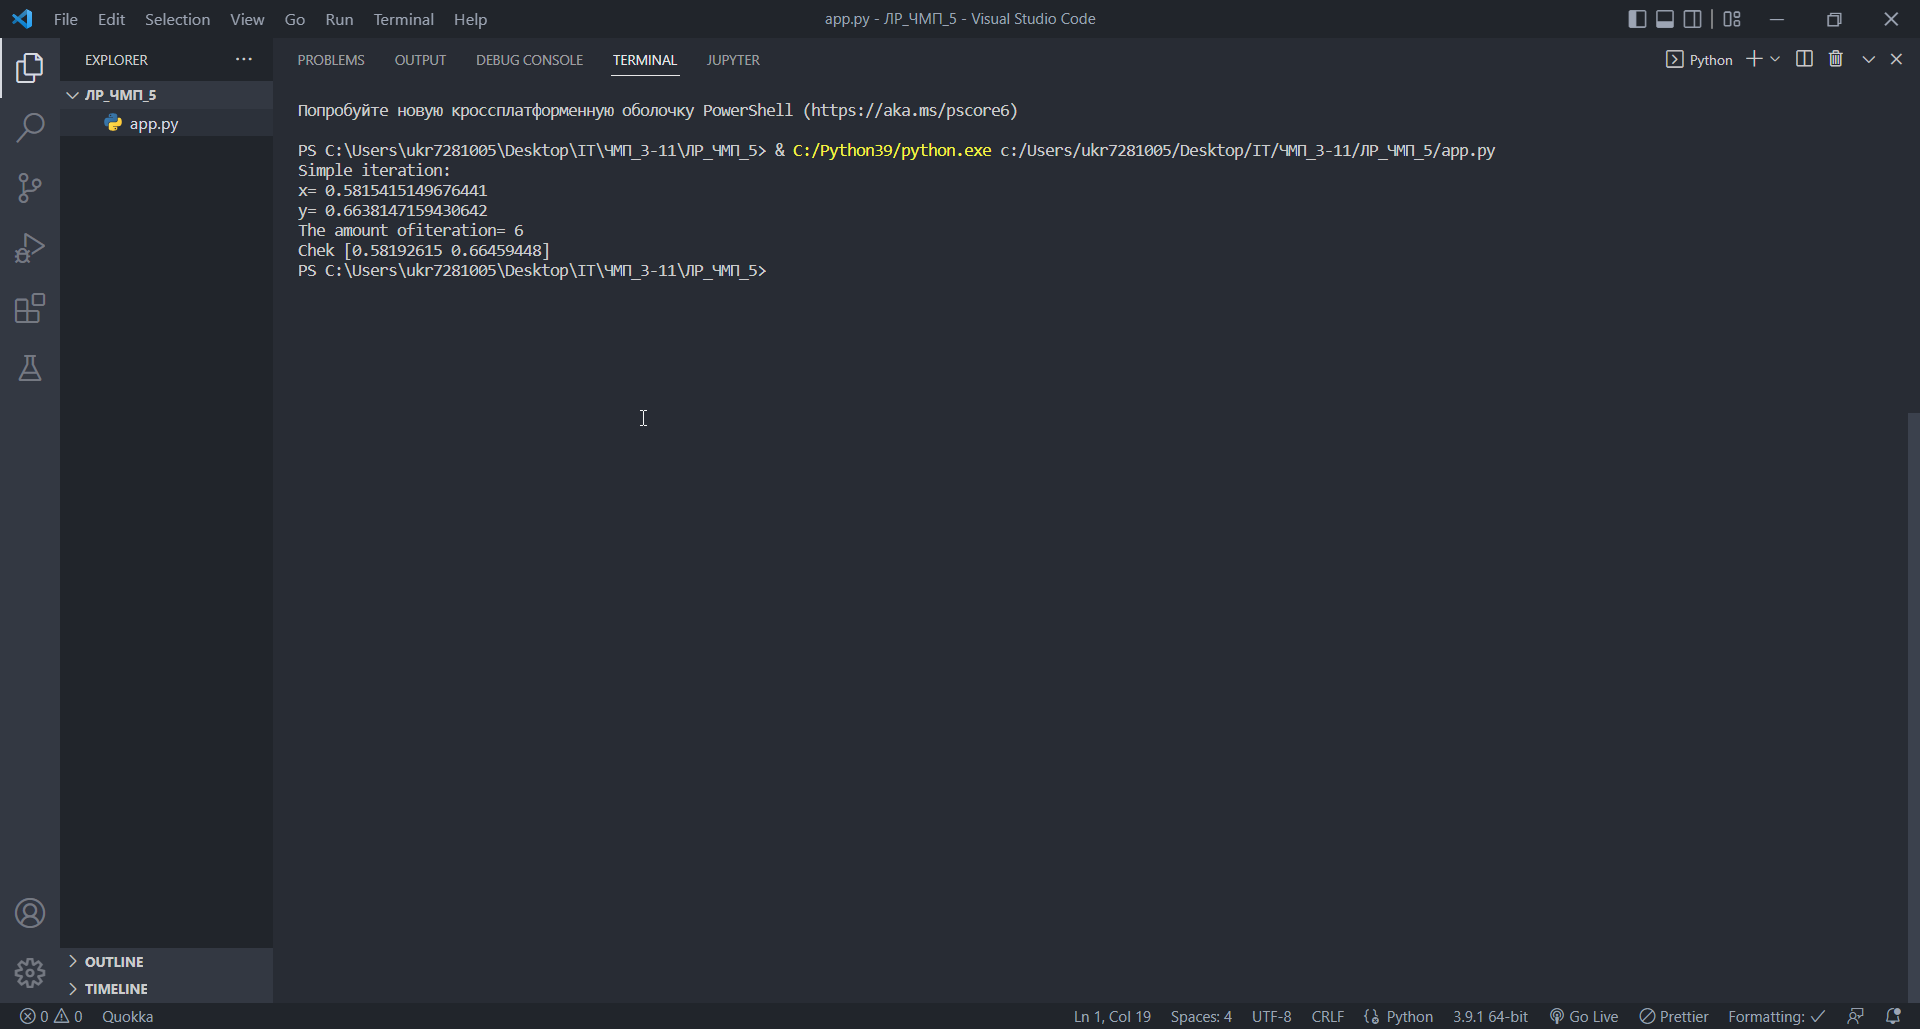 File Edit Selection View Go Run Terminal Help
app.py - ЛР_ЧМП_5 - Visual Studio Code
EXPLORER
ЛР_ЧМП_5
app.py
PROBLEMS OUTPUT DEBUG CONSOLE TERMINAL JUPYTER
Python
Попробуйте новую кроссплатформенную оболочку PowerShell (https://aka.ms/pscore6)
PS C:\Users\ukr7281005\Desktop\IT\ЧМП_3-11\ЛР_ЧМП_5> & C:/Python39/python.exe c:/Users/ukr7281005/Desktop/IT/ЧМП_3-11/ЛР_ЧМП_5/app.py
Simple iteration:
x= 0.5815415149676441
y= 0.6638147159430642
The amount ofiteration= 6
Chek [0.58192615 0.66459448]
PS C:\Users\ukr7281005\Desktop\IT\ЧМП_3-11\ЛР_ЧМП_5>
OUTLINE
TIMELINE
0 0 Quokka
Ln 1, Col 19 Spaces: 4 UTF-8 CRLF Python 3.9.1 64-bit Go Live Prettier Formatting: